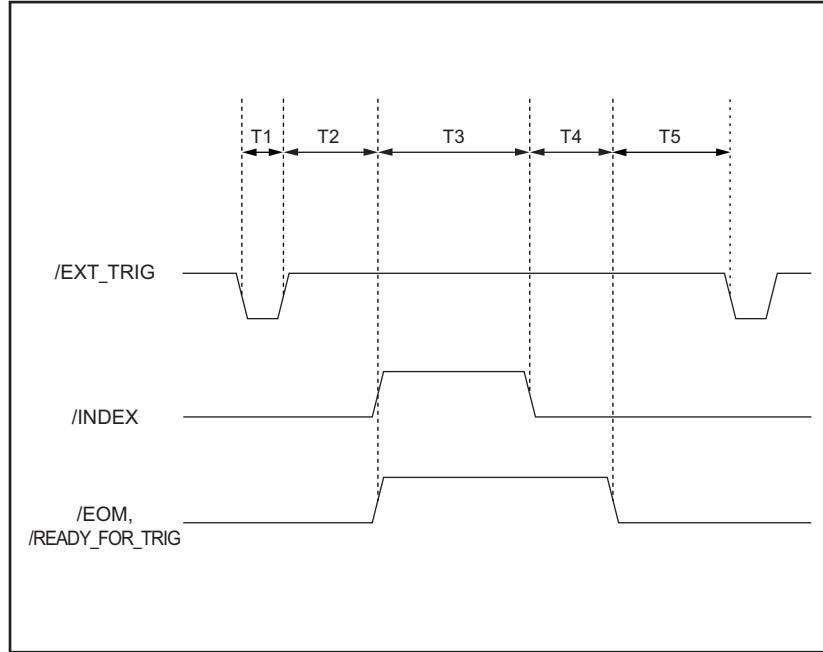 T1 T2 T3 T4 T5
/EXT_TRIG
/INDEX
/EOM,
/READY_FOR_TRIG